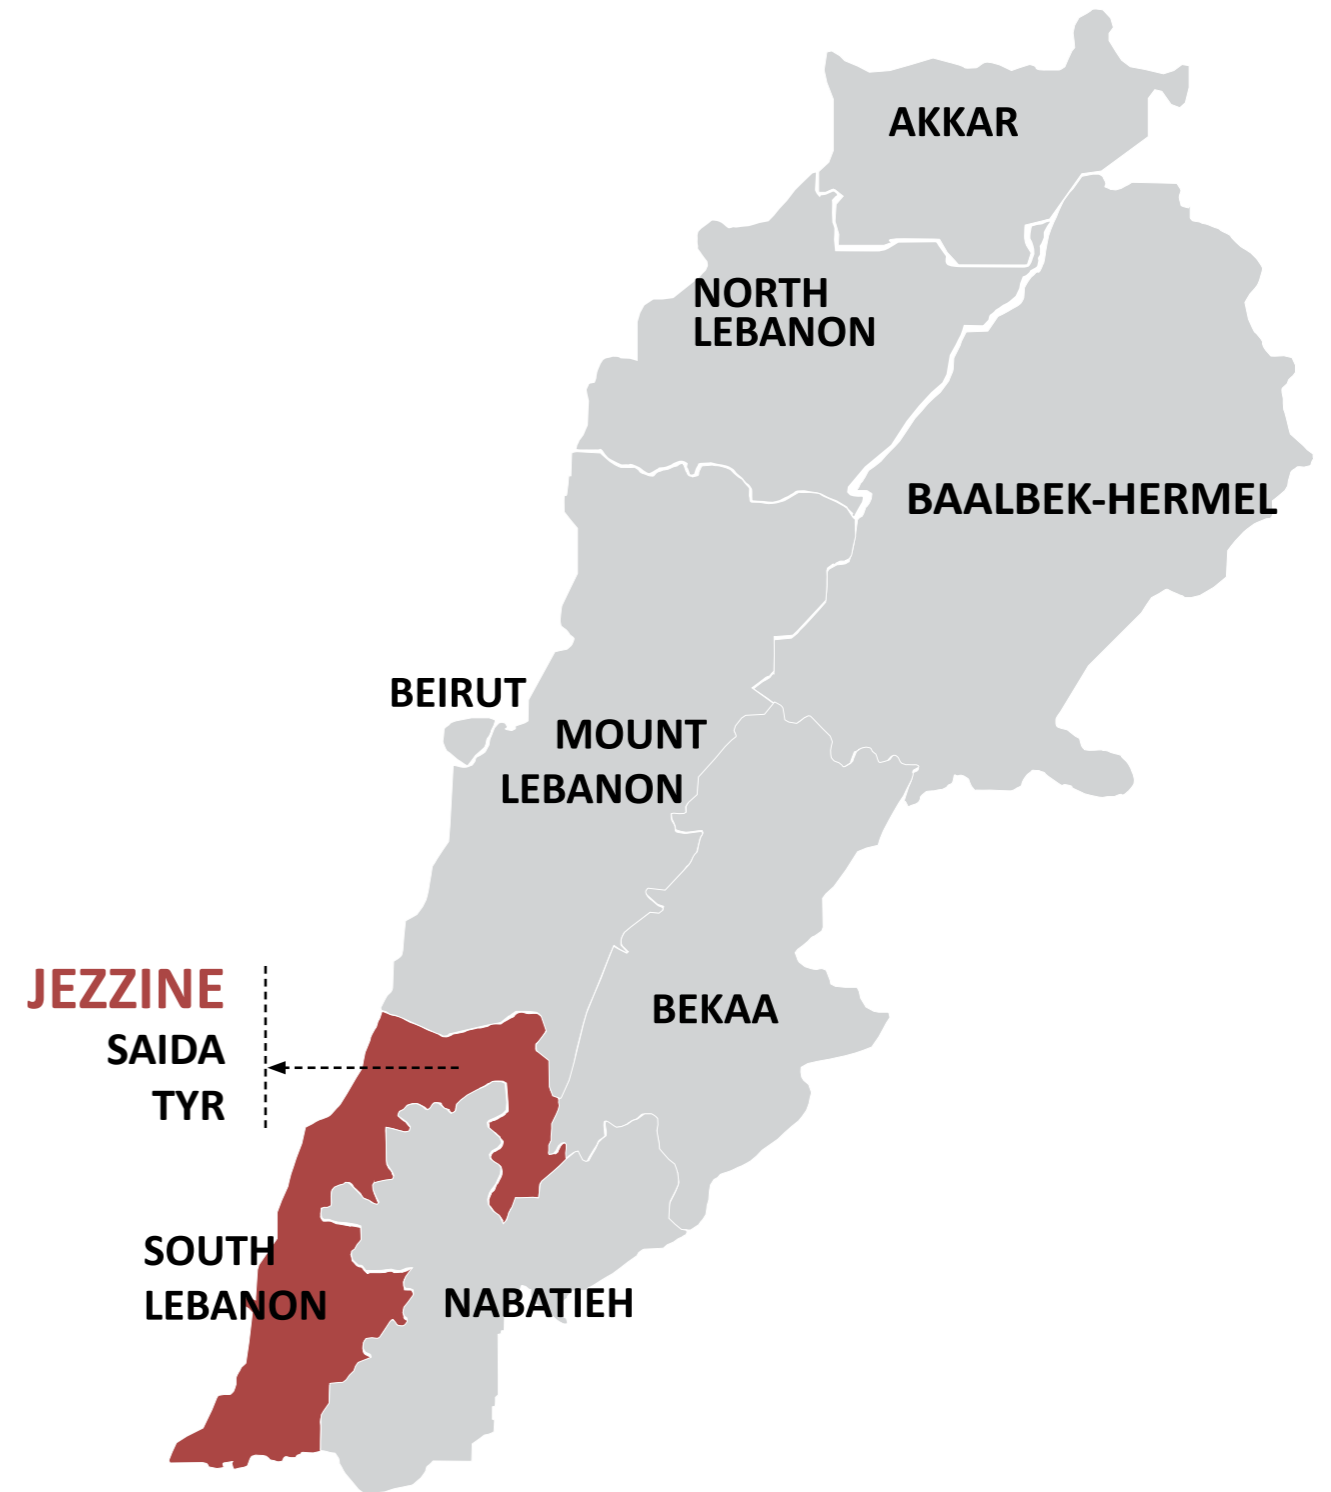 AKKAR
NORTH
LEBANON
BAALBEK-HERMEL
BEIRUT
MOUNT
LEBANON
JEZZINE
SAIDA
TYR
BEKAA
SOUTH
LEBANON
NABATIEH